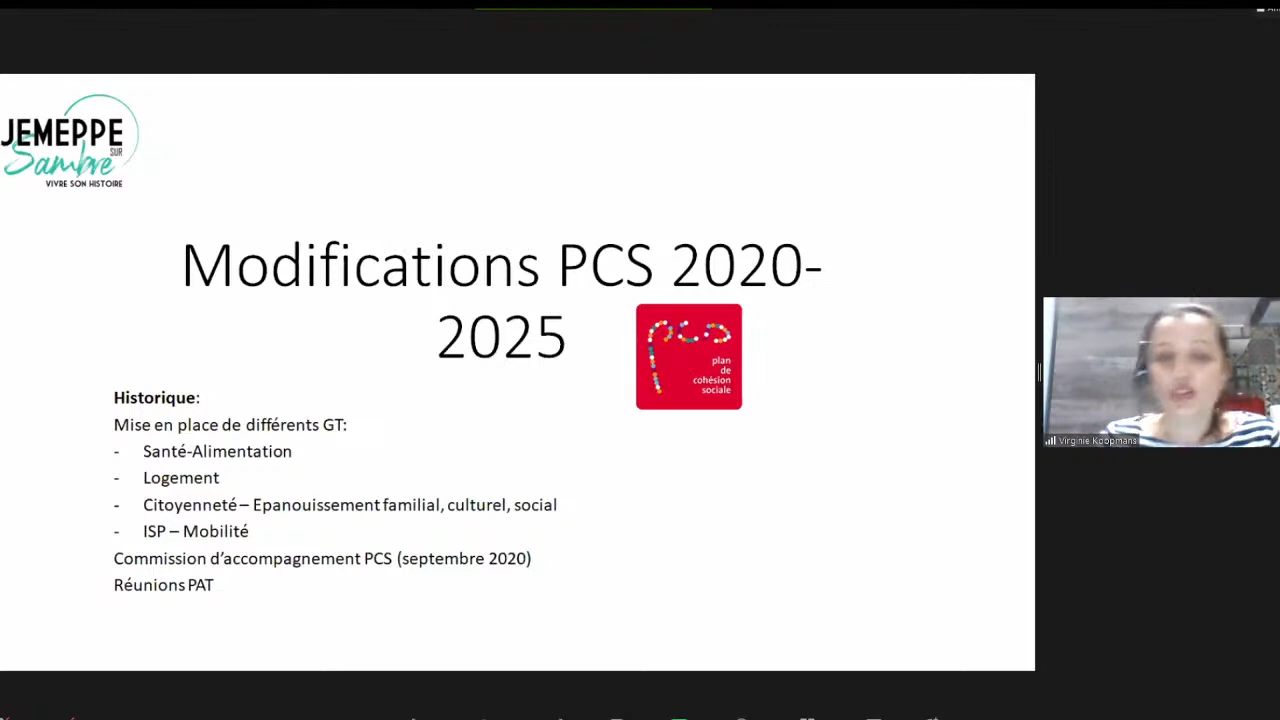 JEMEPPE
SUR
Sambre
VIVRE SON HISTOIRE
Modifications PCS 2020-
2025
pcs
plan
de
cohésion
sociale
Historique:
Mise en place de différents GT:
- Santé-Alimentation
- Logement
- Citoyenneté – Epanouissement familial, culturel, social
- ISP – Mobilité
Commission d'accompagnement PCS (septembre 2020)
Réunions PAT
Virginie Koopmans